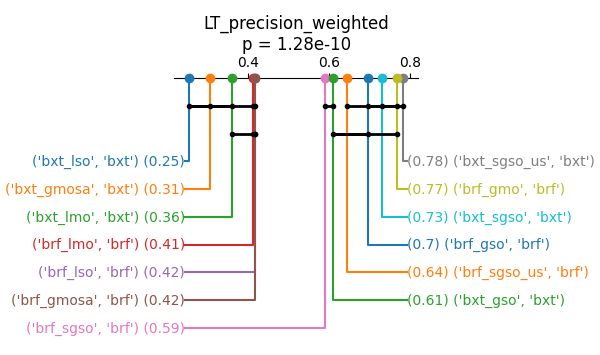 LT_precision_weighted
p = 1.28e-10
0.4 0.6 0.8
('bxt_lso', 'bxt') (0.25)
('bxt_gmosa', 'bxt') (0.31)
('bxt_lmo', 'bxt') (0.36)
('brf_lmo', 'brf') (0.41)
('brf_lso', 'brf') (0.42)
('brf_gmosa', 'brf') (0.42)
('brf_sgso', 'brf') (0.59)
(0.78) ('bxt_sgso_us', 'bxt')
(0.77) ('brf_gmo', 'brf')
(0.73) ('bxt_sgso', 'bxt')
(0.7) ('brf_gso', 'brf')
(0.64) ('brf_sgso_us', 'brf')
(0.61) ('bxt_gso', 'bxt')